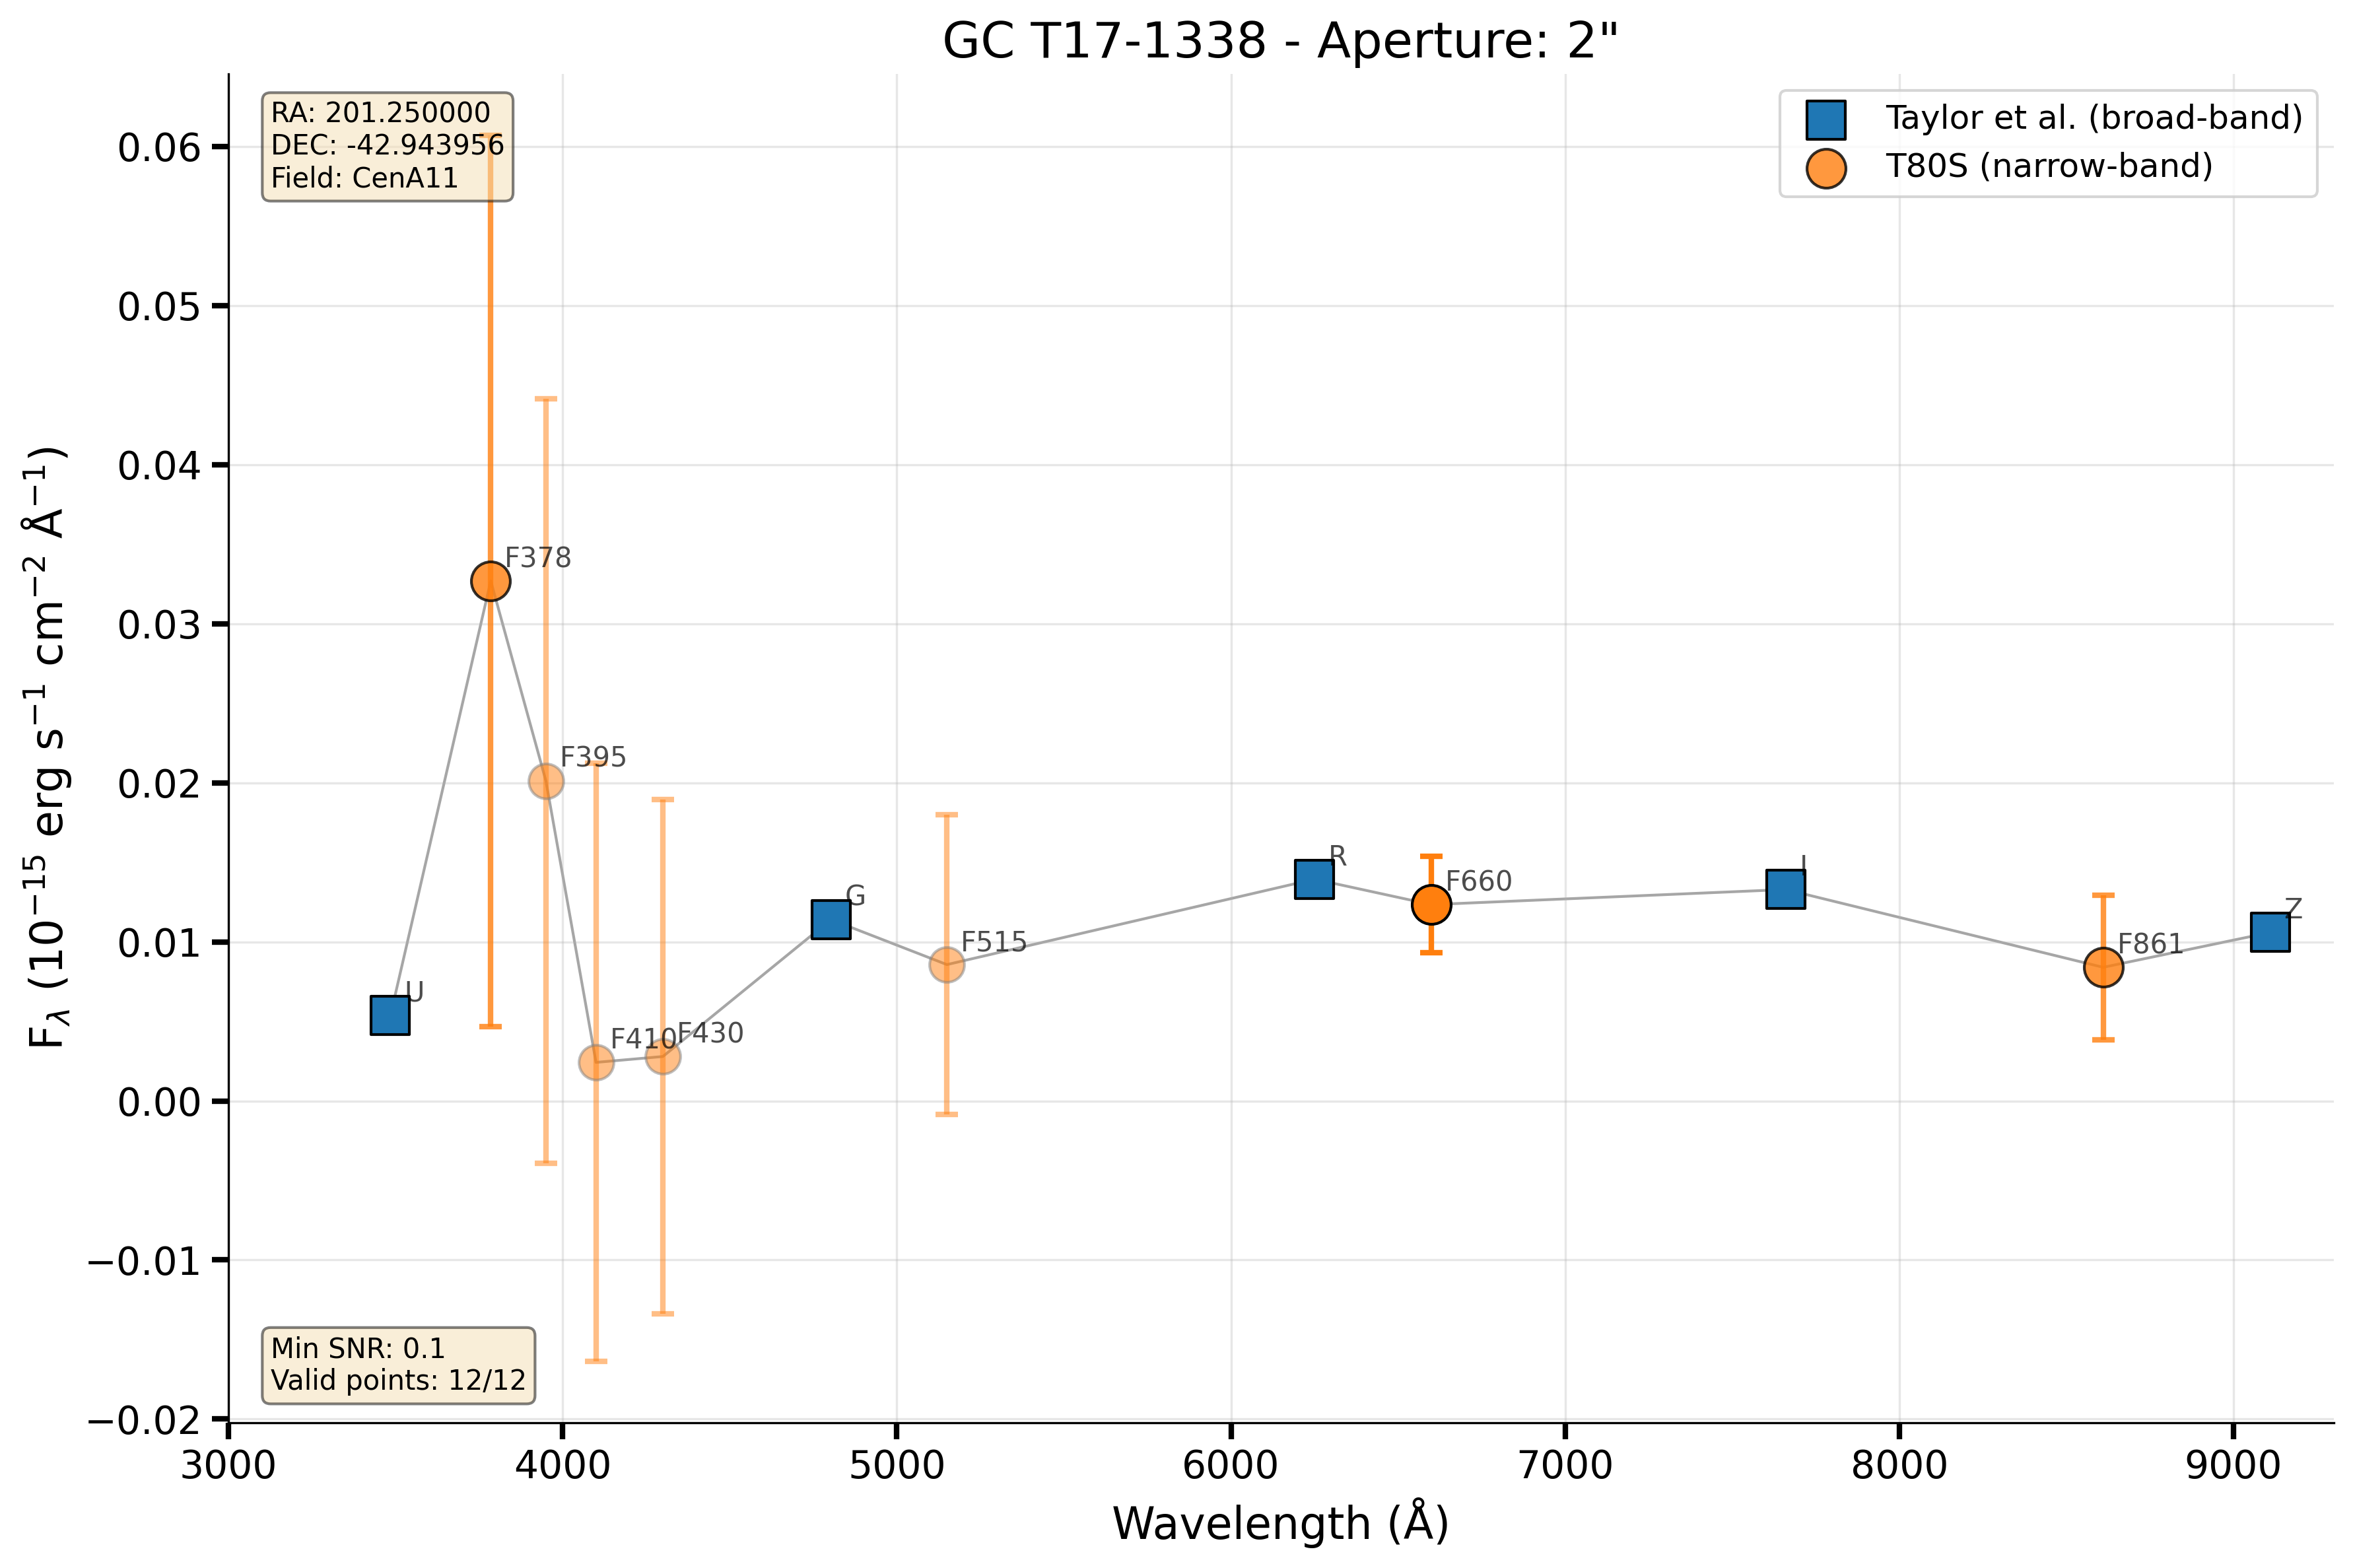 GC T17-1338 - Aperture: 2"
RA: 201.250000
DEC: -42.943956
Field: CenA11
Taylor et al. (broad-band)
T80S (narrow-band)
0.06
0.05
0.04
0.03
0.02
0.01
0.00
−0.01
−0.02
F_λ (10⁻¹⁵ erg s⁻¹ cm⁻² Å⁻¹)
U
F378
F395
F410
F430
G
F515
R
F660
I
F861
Z
Min SNR: 0.1
Valid points: 12/12
3000 4000 5000 6000 7000 8000 9000
Wavelength (Å)